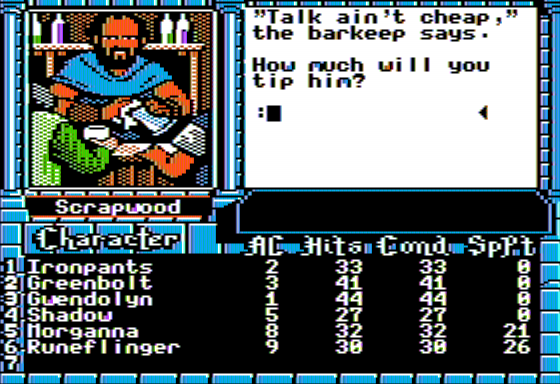 "Talk ain't cheap,"
the barkeep says.
How much will you
tip him?
:
Scrapwood
Character AC Hits Cond SpPt
1 Ironpants 2 33 33 0
2 Greenbolt 3 41 41 0
3 Gwendolyn 1 44 44 0
4 Shadow 5 27 27 0
5 Morganna 8 32 32 21
6 Runeflinger 9 30 30 26
7